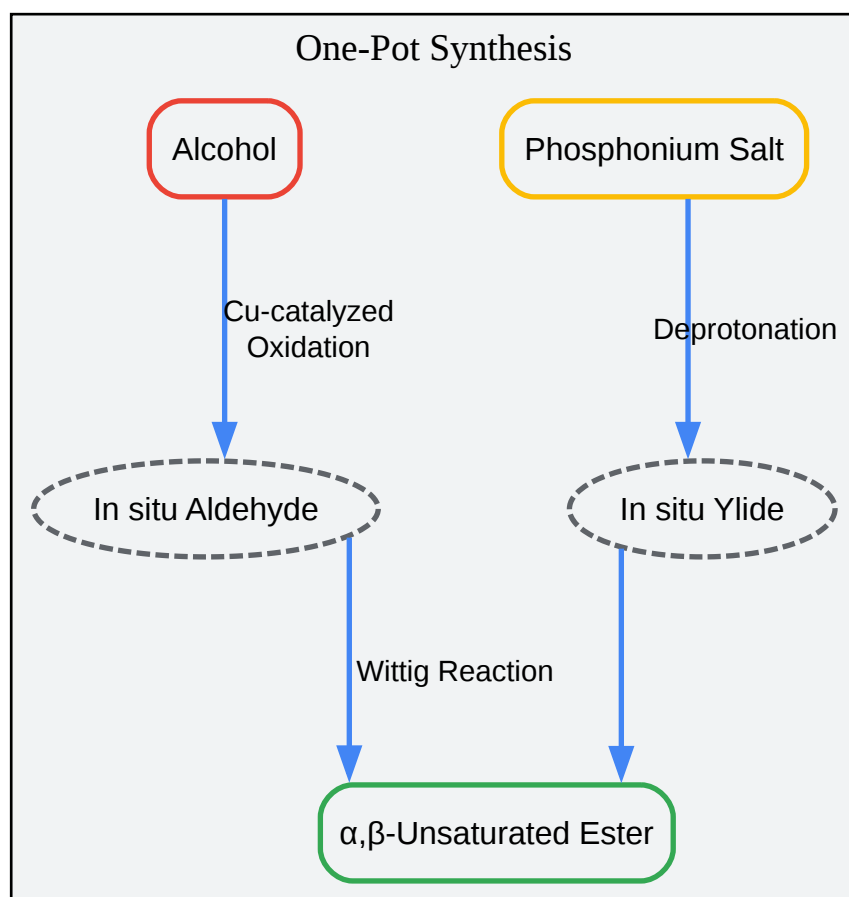 One-Pot Synthesis
Alcohol
Phosphonium Salt
Cu-catalyzed
Oxidation
Deprotonation
In situ Aldehyde
In situ Ylide
Wittig Reaction
α,β-Unsaturated Ester